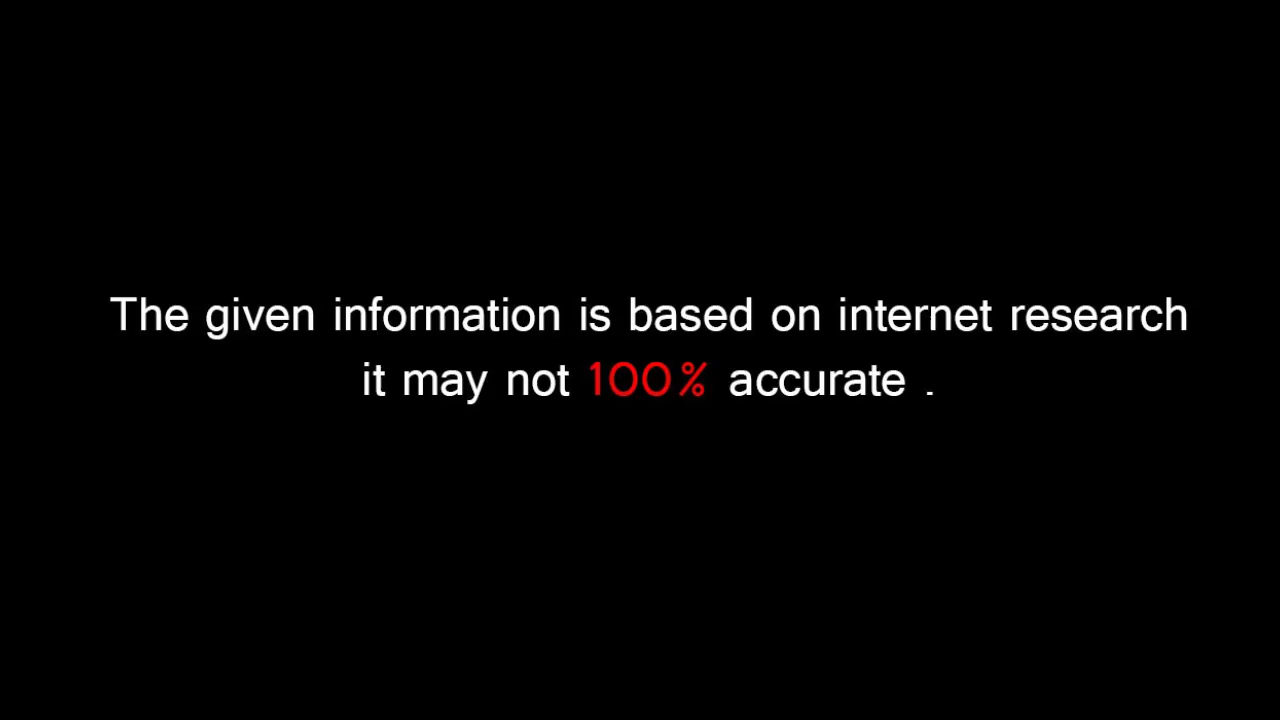 The given information is based on internet research
it may not 100% accurate .